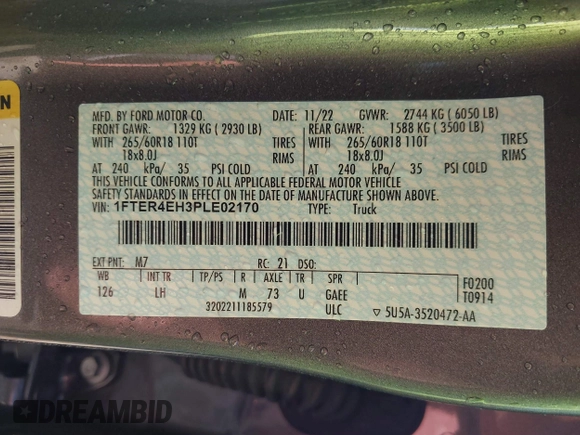 N
MFD. BY FORD MOTOR CO. DATE: 11/22 GVWR: 2744 KG ( 6050 LB)
FRONT GAWR: 1329 KG ( 2930 LB) REAR GAWR: 1588 KG ( 3500 LB)
WITH 265/60R18 110T TIRES WITH 265/60R18 110T TIRES
18x8.0J RIMS 18x8.0J RIMS
AT 240 kPa/ 35 PSI COLD AT 240 kPa/ 35 PSI COLD
THIS VEHICLE CONFORMS TO ALL APPLICABLE FEDERAL MOTOR VEHICLE
SAFETY STANDARDS IN EFFECT ON THE DATE OF MANUFACTURE SHOWN ABOVE.
VIN: 1FTER4EH3PLE02170 TYPE: Truck
EXT PNT: M7 RC: 21 DSO:
WB INT TR TP/PS R AXLE TR SPR F0200
126 LH M 73 U GAEE T0914
3202211185579 ULC ▽ 5U5A-3520472-AA
DREAMBID